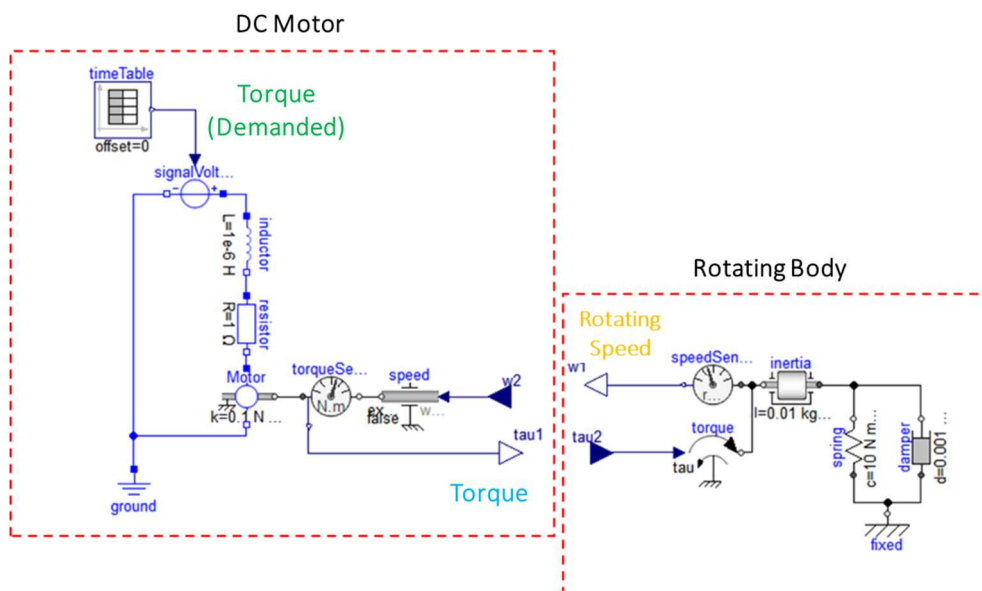 DC Motor
timeTable
offset=0
Torque
(Demanded)
signalVolt...
-
+
L=1e-6 H
inductor
R=1 Ω
resistor
Motor
k=0.1 N ...
torqueSe...
N.m
speed
w...
false
w2
tau1
Torque
ground
Rotating Body
Rotating
Speed
w1
speedSen...
r...
inertia
kg...
tau2
torque
tau
spring
c=10 N m...
damper
d=0.001 ...
fixed